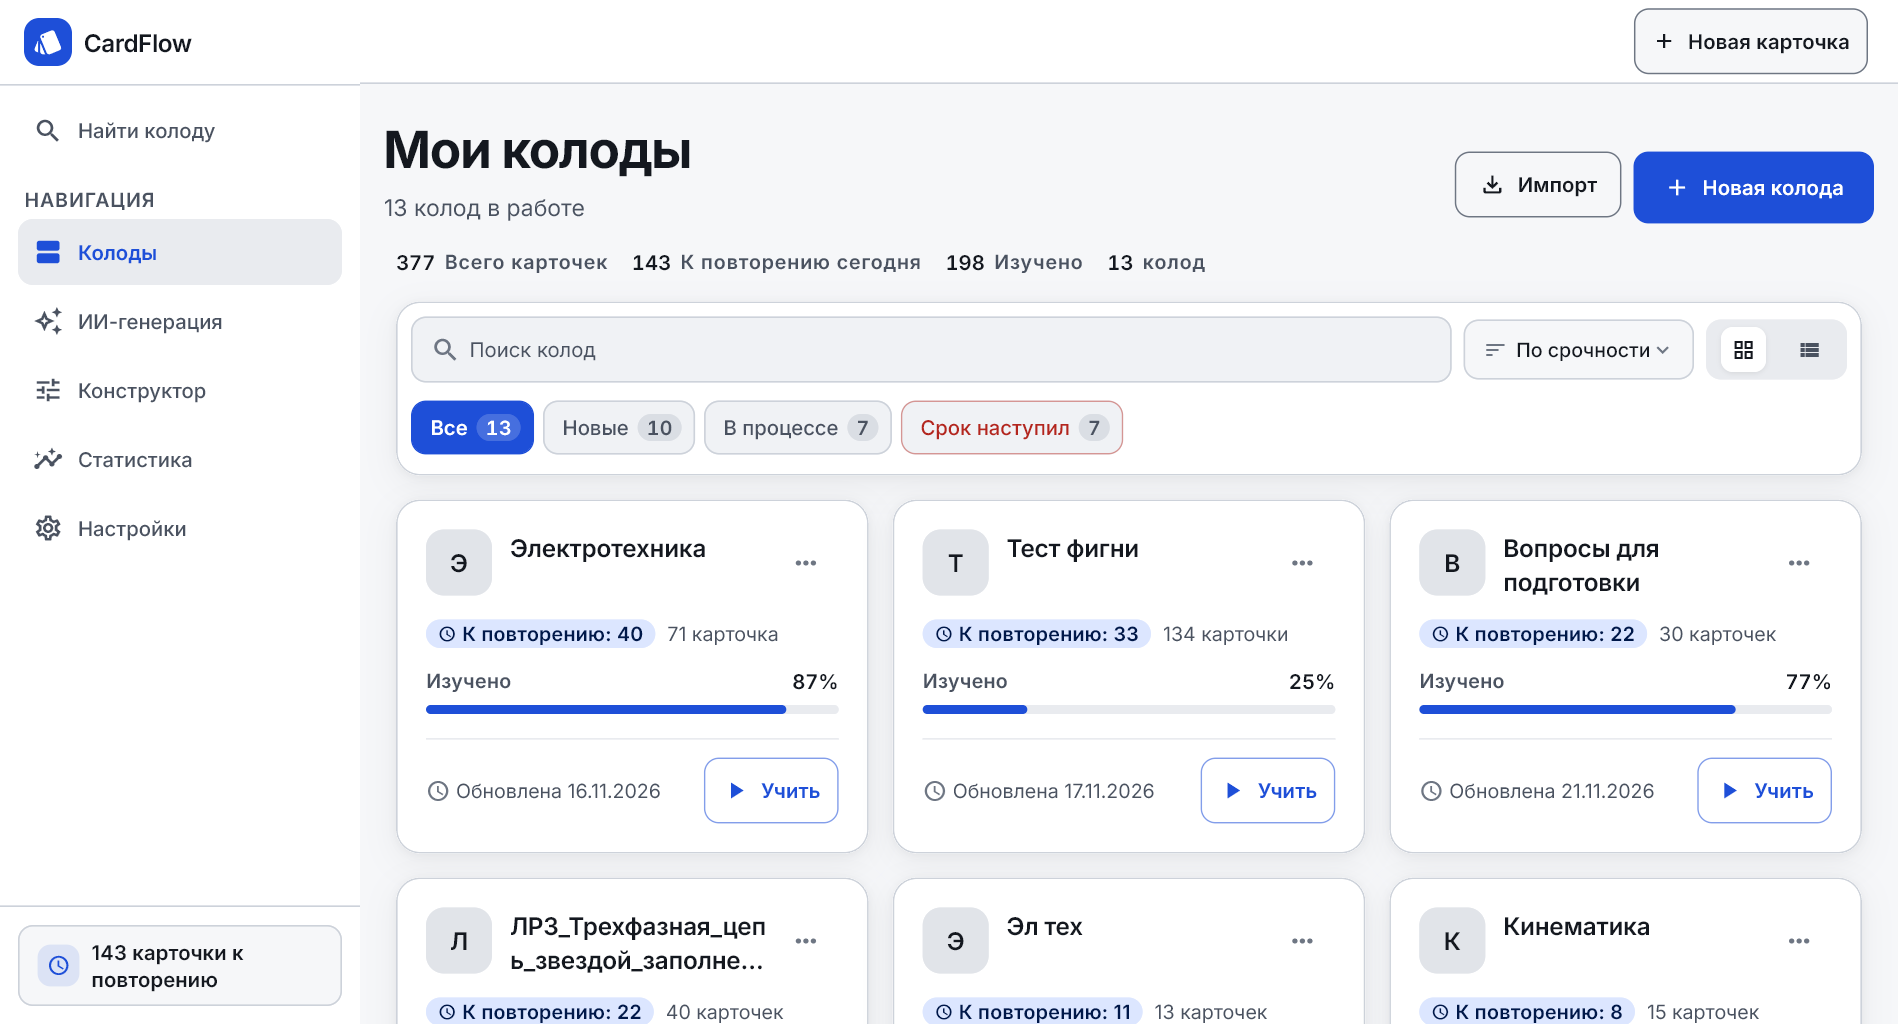 CardFlow
+ Новая карточка
Найти колоду
НАВИГАЦИЯ
Колоды
ИИ-генерация
Конструктор
Статистика
Настройки
143 карточки к
повторению
Мои колоды
13 колод в работе
Импорт
+ Новая колода
377 Всего карточек 143 К повторению сегодня 198 Изучено 13 колод
Поиск колод
По срочности
Все 13
Новые 10
В процессе 7
Срок наступил 7
Э
Электротехника
К повторению: 40 71 карточка
Изучено 87%
Обновлена 16.11.2026
Учить
Т
Тест фигни
К повторению: 33 134 карточки
Изучено 25%
Обновлена 17.11.2026
Учить
В
Вопросы для
подготовки
К повторению: 22 30 карточек
Изучено 77%
Обновлена 21.11.2026
Учить
Л
ЛР3_Трехфазная_цеп
ь_звездой_заполне...
К повторению: 22 40 карточек
Э
Эл тех
К повторению: 11 13 карточек
К
Кинематика
К повторению: 8 15 карточек